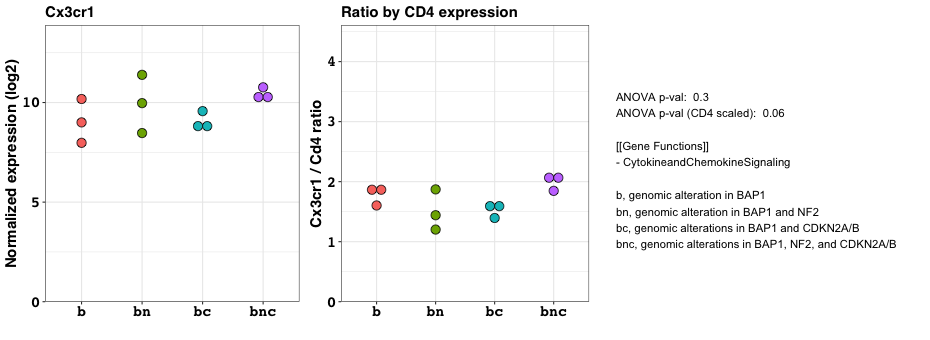 Cx3cr1
Normalized expression (log2)
10
5
0
b
bn
bc
bnc
Ratio by CD4 expression
Cx3cr1 / Cd4 ratio
4
3
2
1
0
b
bn
bc
bnc
ANOVA p-val:  0.3
ANOVA p-val (CD4 scaled):  0.06
[[Gene Functions]]
- CytokineandChemokineSignaling
b, genomic alteration in BAP1
bn, genomic alteration in BAP1 and NF2
bc, genomic alterations in BAP1 and CDKN2A/B
bnc, genomic alterations in BAP1, NF2, and CDKN2A/B